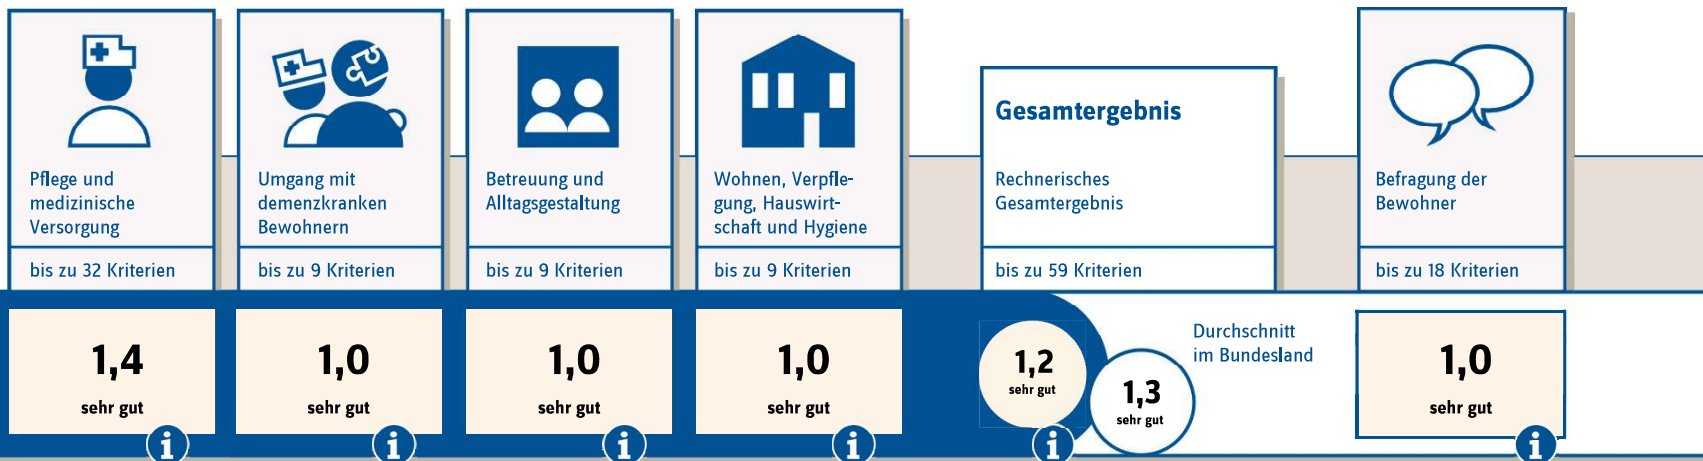 Pflege und
medizinische
Versorgung
bis zu 32 Kriterien
1,4
sehr gut
i
Umgang mit
demenzkranken
Bewohnern
bis zu 9 Kriterien
1,0
sehr gut
i
Betreuung und
Alltagsgestaltung
bis zu 9 Kriterien
1,0
sehr gut
i
Wohnen, Verpfle-
gung, Hauswirt-
schaft und Hygiene
bis zu 9 Kriterien
1,0
sehr gut
i
Gesamtergebnis
Rechnerisches
Gesamtergebnis
bis zu 59 Kriterien
1,2
sehr gut
i
Durchschnitt
im Bundesland
1,3
sehr gut
Befragung der
Bewohner
bis zu 18 Kriterien
1,0
sehr gut
i